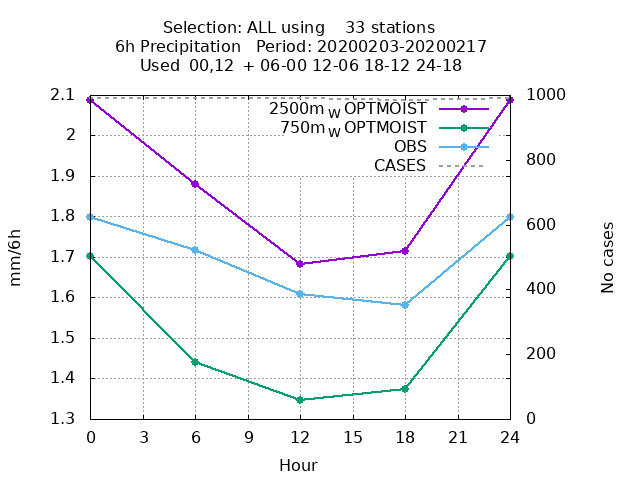 Selection: ALL using    33 stations
6h Precipitation   Period: 20200203-20200217
Used  00,12  + 06-00 12-06 18-12 24-18
2500m W OPTMOIST
750m W OPTMOIST
OBS
CASES
2.1
2
1.9
1.8
1.7
1.6
1.5
1.4
1.3
mm/6h
1000
800
600
400
200
0
No cases
0 3 6 9 12 15 18 21 24
Hour